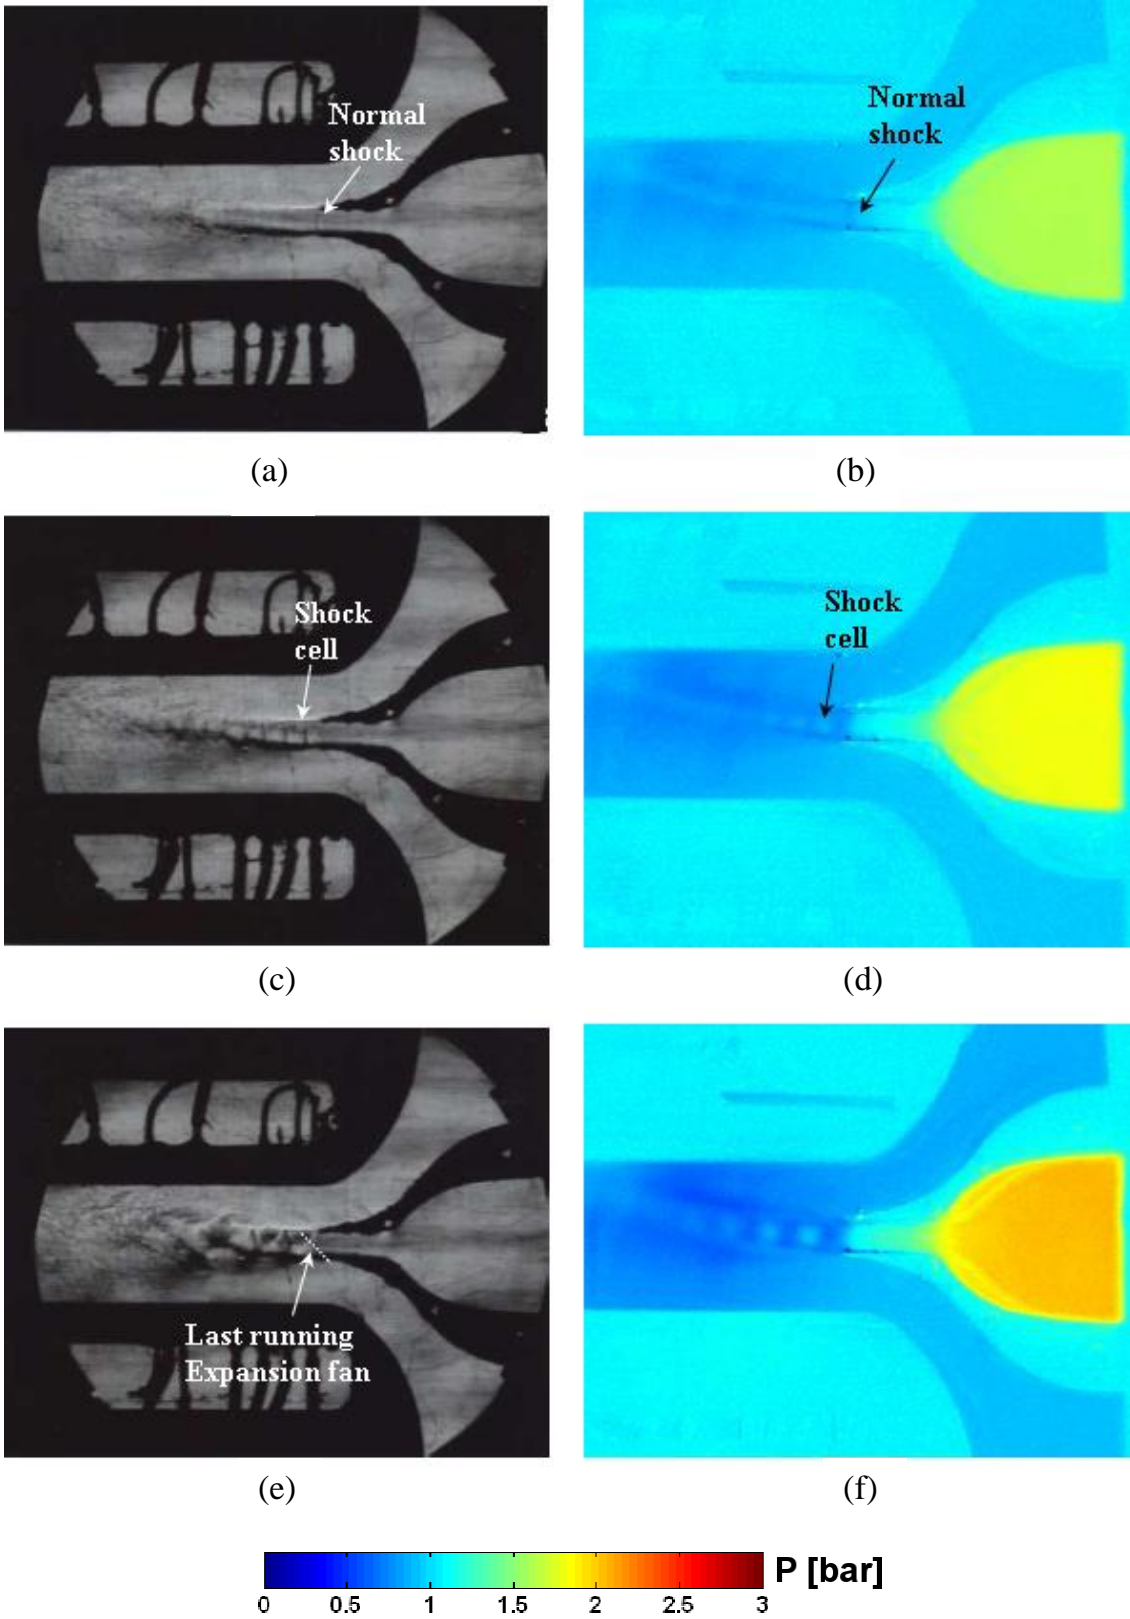 Normal
shock
Normal
shock
(a)
(b)
Shock
cell
Shock
cell
(c)
(d)
Last running
Expansion fan
(e)
(f)
P [bar]
0 0.5 1 1.5 2 2.5 3